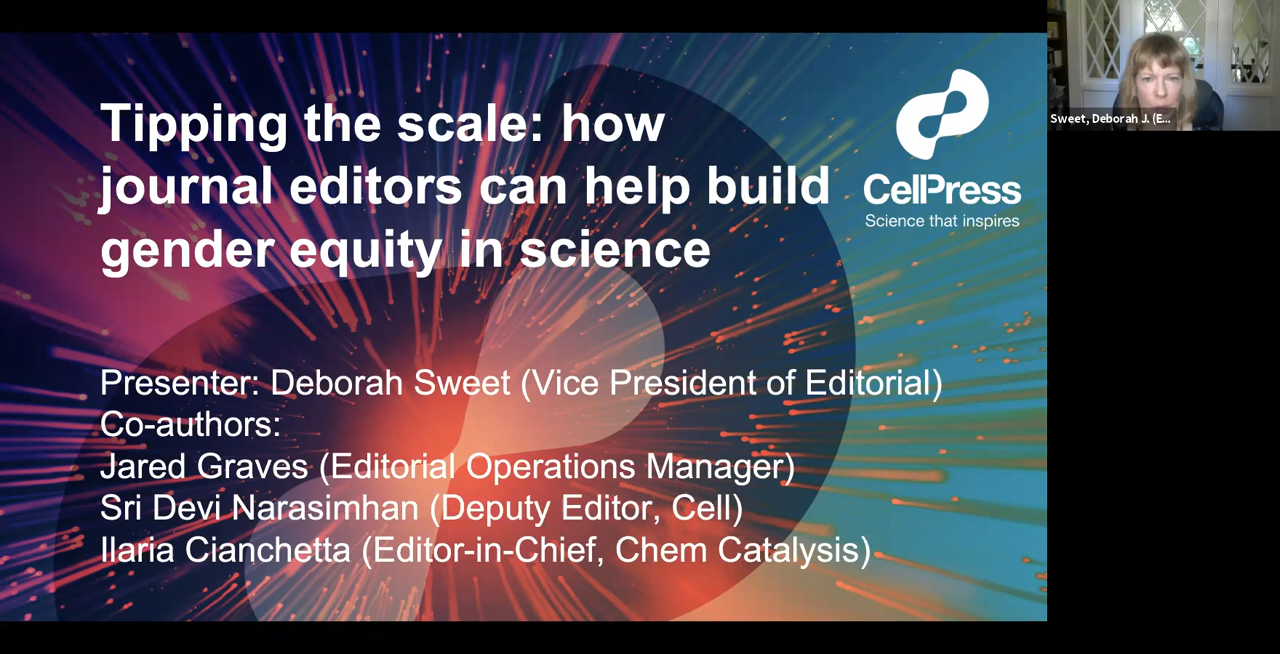 Tipping the scale: how
journal editors can help build
gender equity in science
CellPress
Science that inspires
Presenter: Deborah Sweet (Vice President of Editorial)
Co-authors:
Jared Graves (Editorial Operations Manager)
Sri Devi Narasimhan (Deputy Editor, Cell)
Ilaria Cianchetta (Editor-in-Chief, Chem Catalysis)
Sweet, Deborah J. (E...